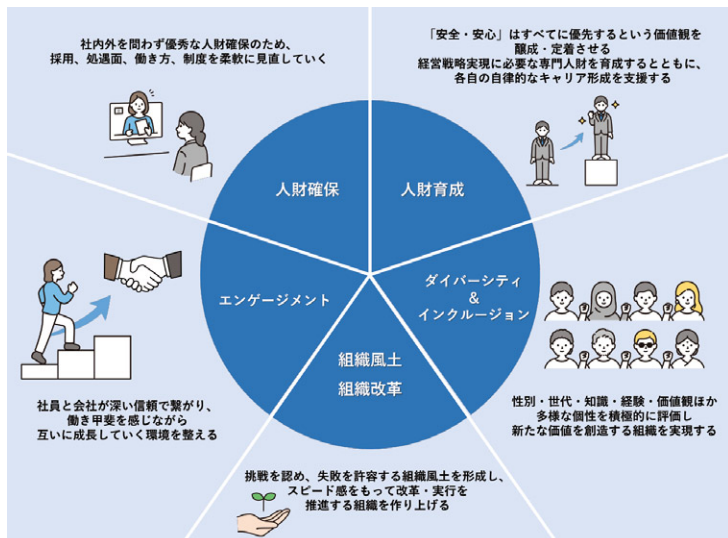 社内外を問わず優秀な人財確保のため、
採用、処遇面、働き方、制度を柔軟に見直していく
「安全・安心」はすべてに優先するという価値観を
醸成・定着させる
経営戦略実現に必要な専門人財を育成するとともに、
各自の自律的なキャリア形成を支援する
人財確保
人財育成
エンゲージメント
ダイバーシティ
&
インクルージョン
組織風土
組織改革
社員と会社が深い信頼で繋がり、
働き甲斐を感じながら
互いに成長していく環境を整える
性別・世代・知識・経験・価値観ほか
多様な個性を積極的に評価し
新たな価値を創造する組織を実現する
挑戦を認め、失敗を許容する組織風土を形成し、
スピード感をもって改革・実行を
推進する組織を作り上げる